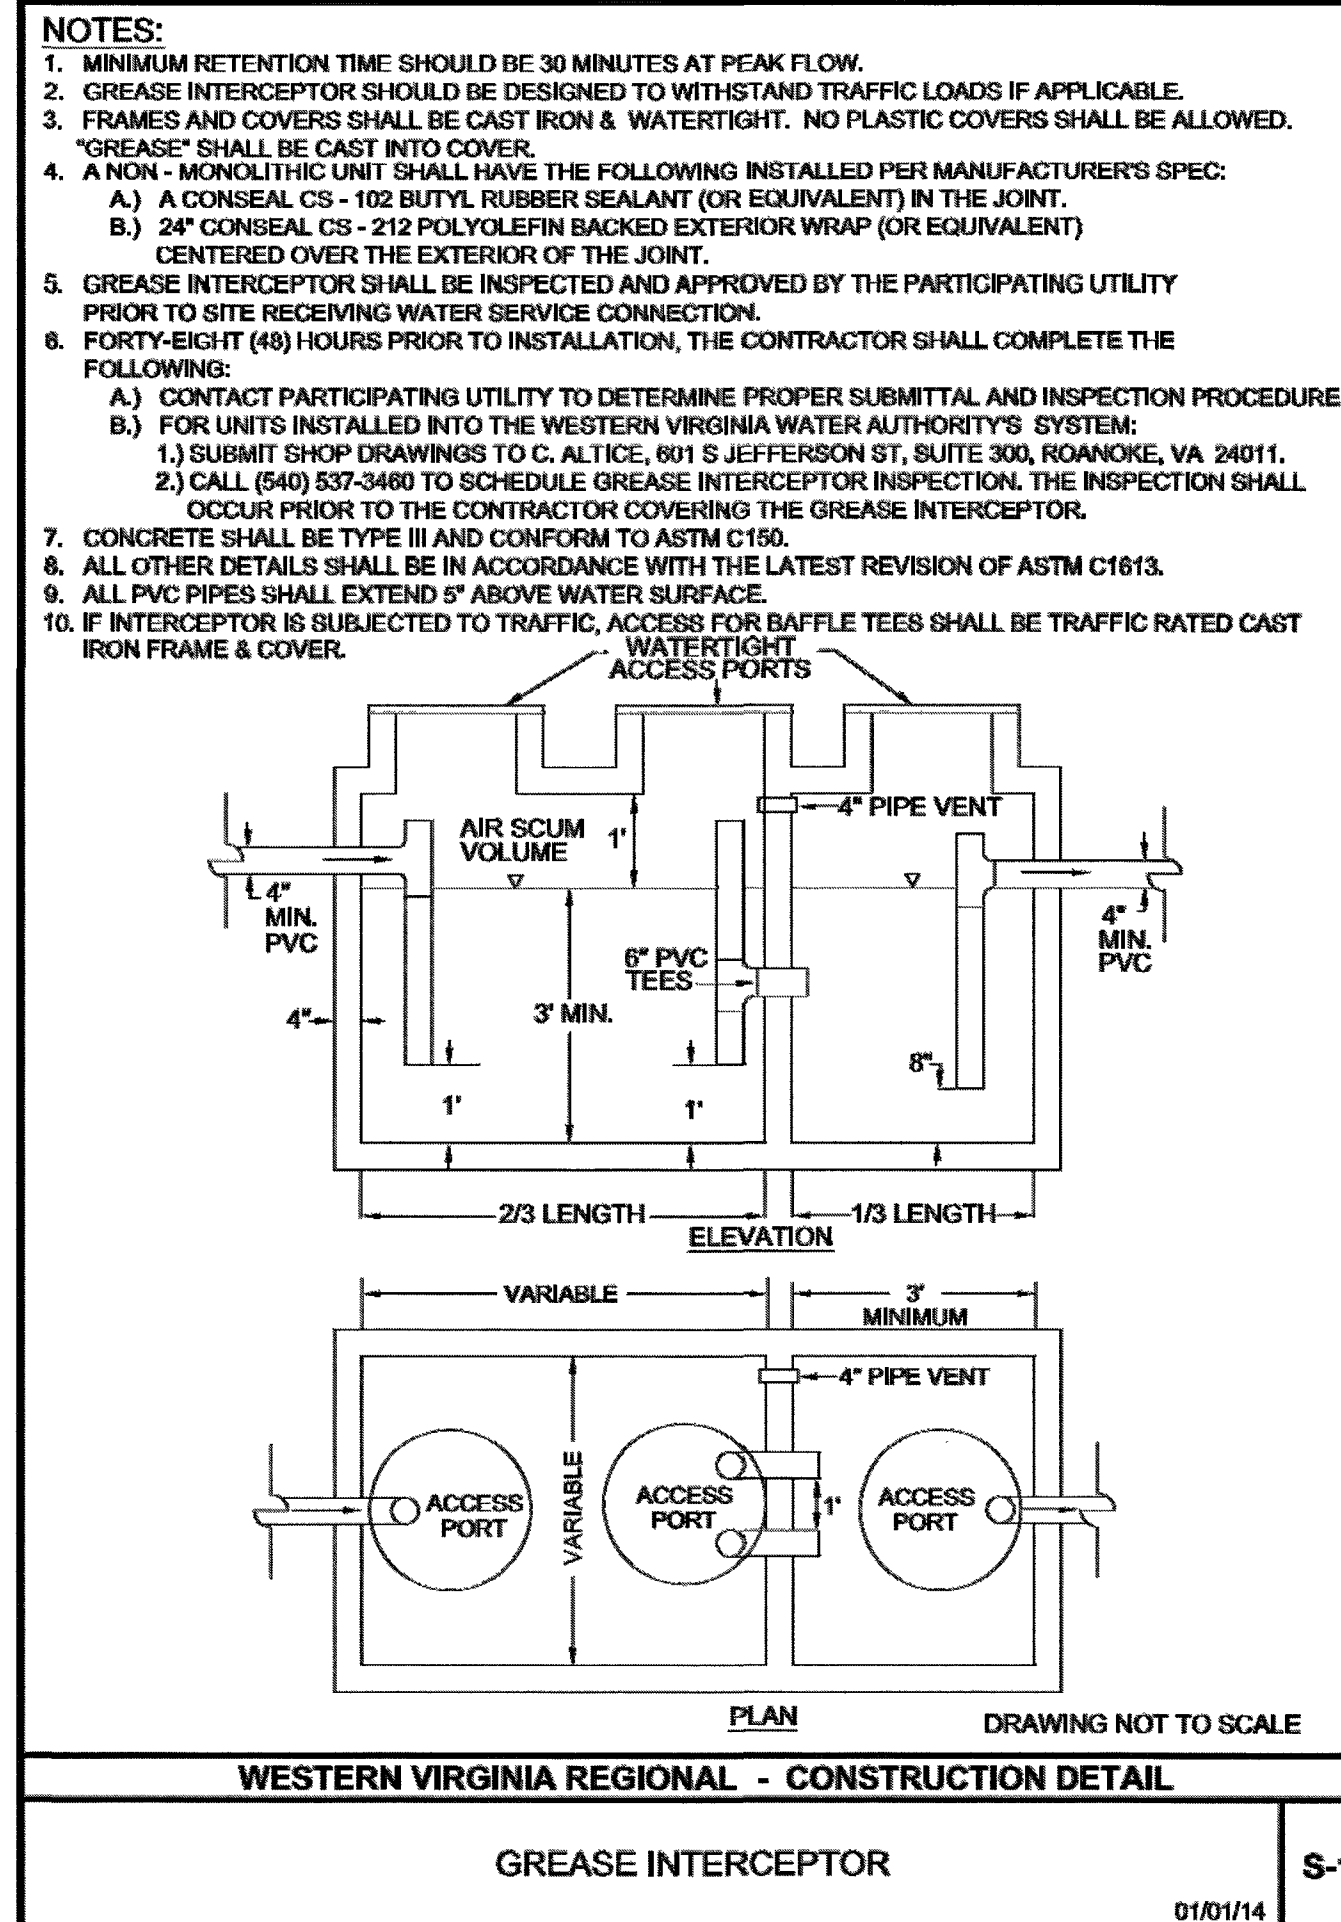 NOTES:
1. MINIMUM RETENTION TIME SHOULD BE 30 MINUTES AT PEAK FLOW.
2. GREASE INTERCEPTOR SHOULD BE DESIGNED TO WITHSTAND TRAFFIC LOADS IF APPLICABLE.
3. FRAMES AND COVERS SHALL BE CAST IRON & WATERTIGHT. NO PLASTIC COVERS SHALL BE ALLOWED.
"GREASE" SHALL BE CAST INTO COVER.
4. A NON - MONOLITHIC UNIT SHALL HAVE THE FOLLOWING INSTALLED PER MANUFACTURER'S SPEC:
A.) A CONSEAL CS - 102 BUTYL RUBBER SEALANT (OR EQUIVALENT) IN THE JOINT.
B.) 24" CONSEAL CS - 212 POLYOLEFIN BACKED EXTERIOR WRAP (OR EQUIVALENT)
CENTERED OVER THE EXTERIOR OF THE JOINT.
5. GREASE INTERCEPTOR SHALL BE INSPECTED AND APPROVED BY THE PARTICIPATING UTILITY
PRIOR TO SITE RECEIVING WATER SERVICE CONNECTION.
6. FORTY-EIGHT (48) HOURS PRIOR TO INSTALLATION, THE CONTRACTOR SHALL COMPLETE THE
FOLLOWING:
A.) CONTACT PARTICIPATING UTILITY TO DETERMINE PROPER SUBMITTAL AND INSPECTION PROCEDURE
B.) FOR UNITS INSTALLED INTO THE WESTERN VIRGINIA WATER AUTHORITY'S SYSTEM:
1.) SUBMIT SHOP DRAWINGS TO C. ALTICE, 601 S JEFFERSON ST, SUITE 300, ROANOKE, VA 24011.
2.) CALL (540) 537-3460 TO SCHEDULE GREASE INTERCEPTOR INSPECTION. THE INSPECTION SHALL
OCCUR PRIOR TO THE CONTRACTOR COVERING THE GREASE INTERCEPTOR.
7. CONCRETE SHALL BE TYPE III AND CONFORM TO ASTM C150.
8. ALL OTHER DETAILS SHALL BE IN ACCORDANCE WITH THE LATEST REVISION OF ASTM C1613.
9. ALL PVC PIPES SHALL EXTEND 5" ABOVE WATER SURFACE.
10. IF INTERCEPTOR IS SUBJECTED TO TRAFFIC, ACCESS FOR BAFFLE TEES SHALL BE TRAFFIC RATED CAST
IRON FRAME & COVER.
WATERTIGHT
ACCESS PORTS
4" PIPE VENT
AIR SCUM
VOLUME
1'
4"
MIN.
PVC
4"
MIN.
PVC
6" PVC
TEES
4"
3' MIN.
8"
1'
1'
2/3 LENGTH
1/3 LENGTH
ELEVATION
VARIABLE
3'
MINIMUM
4" PIPE VENT
VARIABLE
ACCESS
PORT
ACCESS
PORT
1'
ACCESS
PORT
PLAN
DRAWING NOT TO SCALE
WESTERN VIRGINIA REGIONAL - CONSTRUCTION DETAIL
GREASE INTERCEPTOR
01/01/14